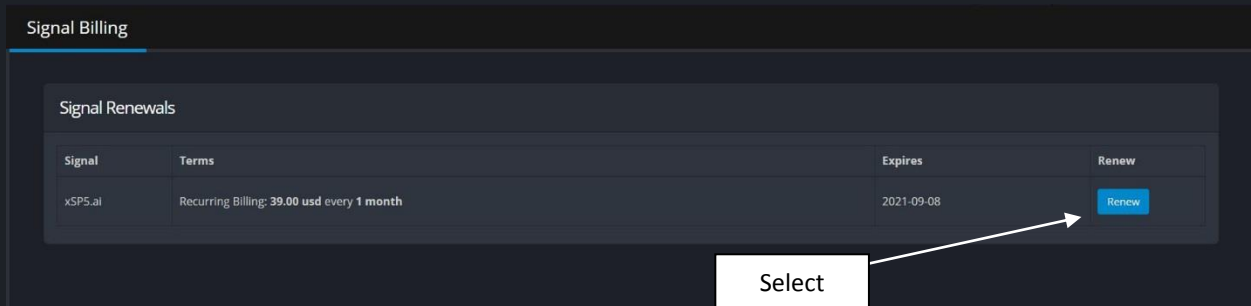 Signal Billing
Signal Renewals
Signal Terms Expires Renew
xSP5.ai Recurring Billing: 39.00 usd every 1 month 2021-09-08 Renew
Select